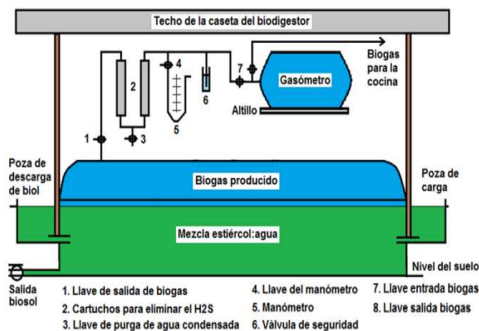 Techo de la caseta del biodigestor
Biogas
para la
cocina
7
4
Gasómetro
2
6
Altillo
5
1
3
Poza de
descarga
de biol
Poza de
carga
Biogas producido
Mezcla estiércol:agua
Salida
biosol
Nivel del suelo
1. Llave de salida de biogas
2. Cartuchos para eliminar el H2S
3. Llave de purga de agua condensada
4. Llave del manómetro
5. Manómetro
6. Válvula de seguridad
7. Llave entrada biogas
8. Llave salida biogas